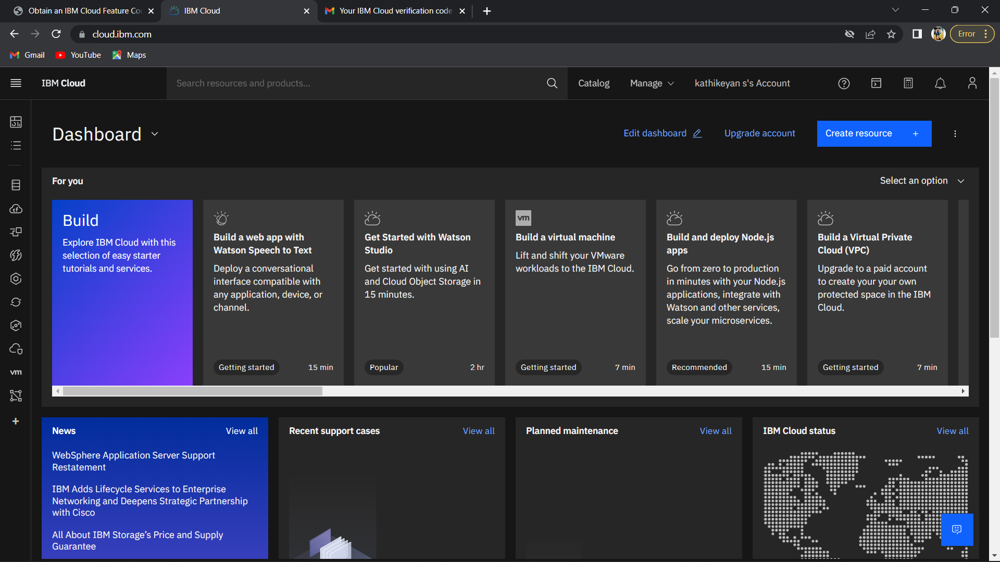 Obtain an IBM Cloud Feature Co
IBM Cloud
Your IBM Cloud verification code
cloud.ibm.com
Error
Gmail
YouTube
Maps
IBM Cloud
Search resources and products...
Catalog
Manage
kathikeyan s's Account
Dashboard
Edit dashboard
Upgrade account
Create resource +
For you
Select an option
Build
Explore IBM Cloud with this
selection of easy starter
tutorials and services.
Build a web app with
Watson Speech to Text
Deploy a conversational
interface compatible with
any application, device, or
channel.
Getting started
15 min
Get Started with Watson
Studio
Get started with using AI
and Cloud Object Storage in
15 minutes.
Popular
2 hr
vm
Build a virtual machine
Lift and shift your VMware
workloads to the IBM Cloud.
Getting started
7 min
Build and deploy Node.js
apps
Go from zero to production
in minutes with your Node.js
applications, integrate with
Watson and other services,
scale your microservices.
Recommended
15 min
Build a Virtual Private
Cloud (VPC)
Upgrade to a paid account
to create your your own
protected space in the IBM
Cloud.
Getting started
7 min
cf
vm
News
View all
WebSphere Application Server Support
Restatement
IBM Adds Lifecycle Services to Enterprise
Networking and Deepens Strategic Partnership
with Cisco
All About IBM Storage’s Price and Supply
Guarantee
Recent support cases
View all
Planned maintenance
View all
IBM Cloud status
View all